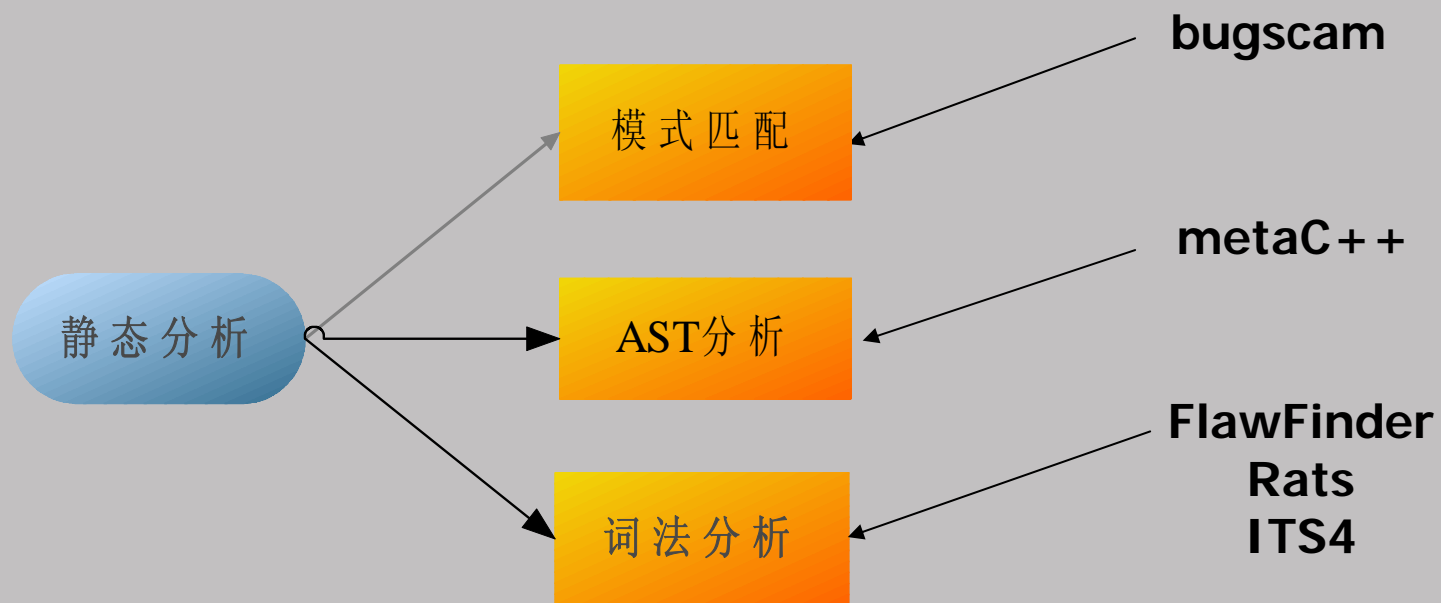 bugscam
模式匹配
metaC++
静态分析
AST分析
FlawFinder
Rats
ITS4
词法分析